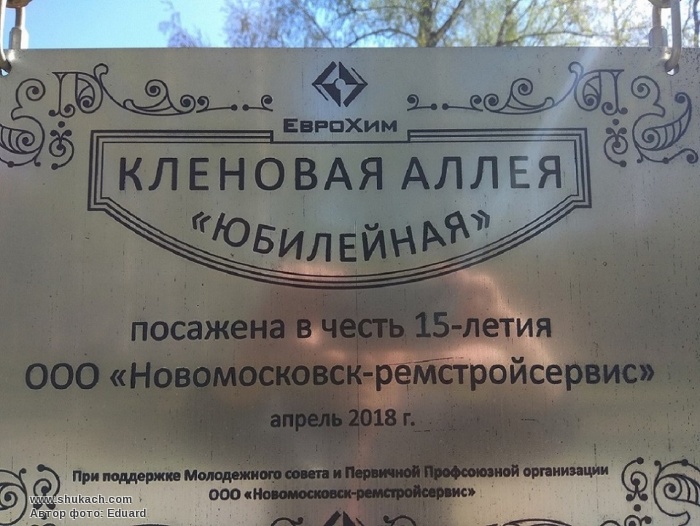 ЕвроХим
КЛЕНОВАЯ АЛЛЕЯ
«ЮБИЛЕЙНАЯ»
посажена в честь 15-летия
ООО «Новомосковск-ремстройсервис»
апрель 2018 г.
При поддержке Молодежного совета и Первичной Профсоюзной организации
ООО «Новомосковск-ремстройсервис»
www.shukach.com
Автор фото: Eduard